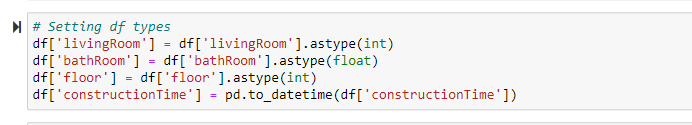 # Setting df types
df['livingRoom'] = df['livingRoom'].astype(int)
df['bathRoom'] = df['bathRoom'].astype(float)
df['floor'] = df['floor'].astype(int)
df['constructionTime'] = pd.to_datetime(df['constructionTime'])